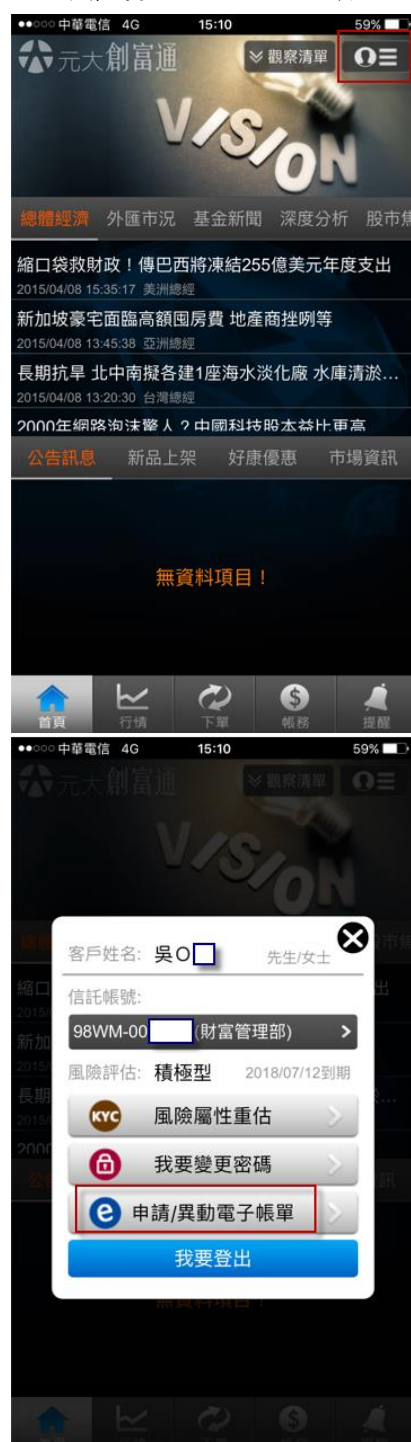 中華電信 4G 15:10 59%
元大創富通 觀察清單
VISION
總體經濟 外匯市況 基金新聞 深度分析 股市焦
縮口袋救財政！傳巴西將凍結255億美元年度支出
2015/04/08 15:35:17 美洲總經
新加坡豪宅面臨高額囤房費 地產商挫咧等
2015/04/08 13:45:38 亞洲總經
長期抗旱 北中南擬各建1座海水淡化廠 水庫清淤...
2015/04/08 13:20:30 台灣總經
2000年網路泡沫驚人？中國科技股本益比更高
公告訊息 新品上架 好康優惠 市場資訊
無資料項目！
首頁 行情 下單 帳務 提醒
中華電信 4G 15:10 59%
元大創富通 觀察清單
VISION
客戶姓名: 吳O 先生/女士
信託帳號:
98WM-00 (財富管理部)
風險評估: 積極型 2018/07/12到期
KYC 風險屬性重估
我要變更密碼
e 申請/異動電子帳單
我要登出
無資料項目！